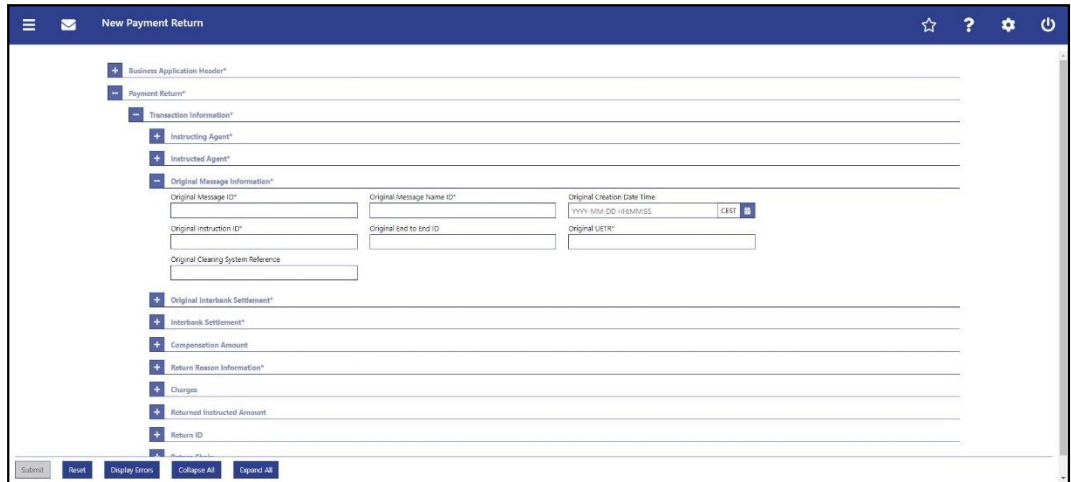 New Payment Return
?
Business Application Header*
Payment Return*
Transaction Information*
Instructing Agent*
Instructed Agent*
Original Message Information*
Original Message ID* Original Message Name ID* Original Creation Date Time
YYYY-MM-DD HH:MM:SS CEST
Original Instruction ID* Original End to End ID Original UETR*
Original Clearing System Reference
Original Interbank Settlement*
Interbank Settlement*
Compensation Amount
Return Reason Information*
Charges
Returned Instructed Amount
Return ID
Return Chain
Submit Reset Display Errors Collapse All Expand All